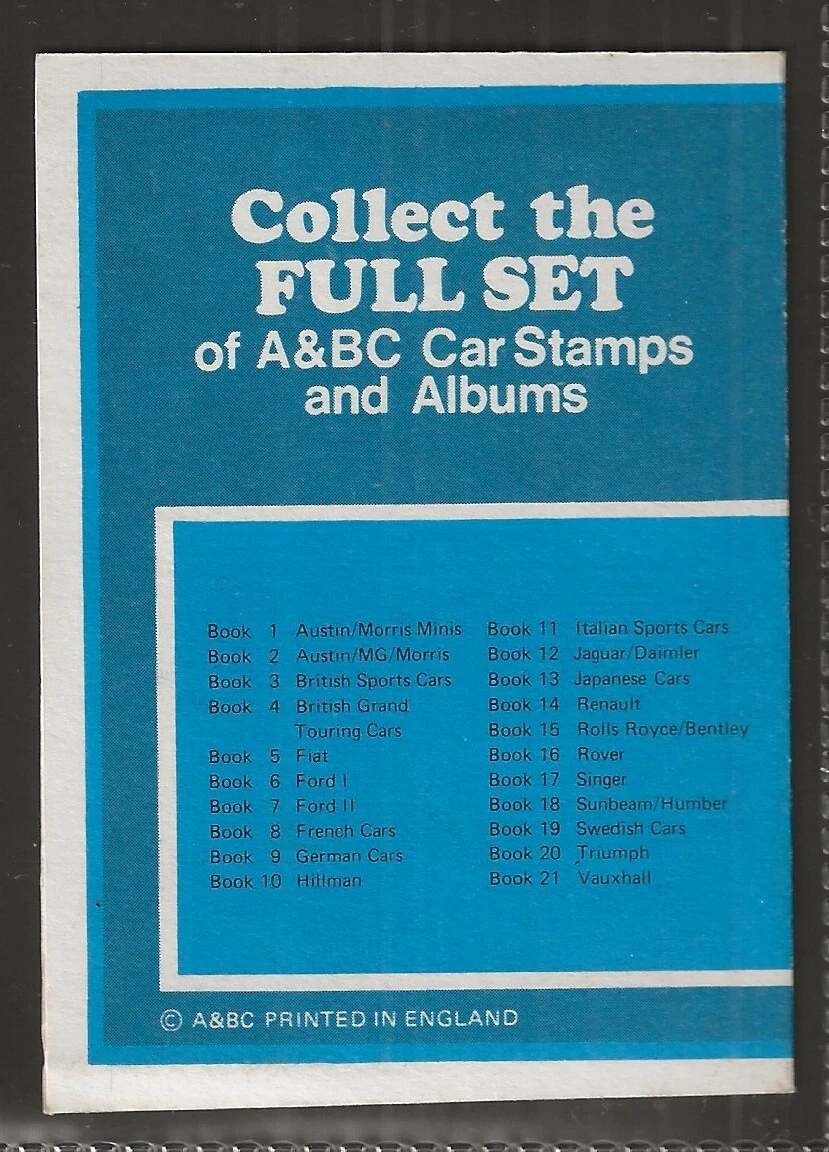 Collect the
FULL SET
of A&BC Car Stamps
and Albums
Book 1 Austin/Morris Minis
Book 2 Austin/MG/Morris
Book 3 British Sports Cars
Book 4 British Grand
Touring Cars
Book 5 Fiat
Book 6 Ford I
Book 7 Ford II
Book 8 French Cars
Book 9 German Cars
Book 10 Hillman
Book 11 Italian Sports Cars
Book 12 Jaguar/Daimler
Book 13 Japanese Cars
Book 14 Renault
Book 15 Rolls Royce/Bentley
Book 16 Rover
Book 17 Singer
Book 18 Sunbeam/Humber
Book 19 Swedish Cars
Book 20 Triumph
Book 21 Vauxhall
© A&BC PRINTED IN ENGLAND